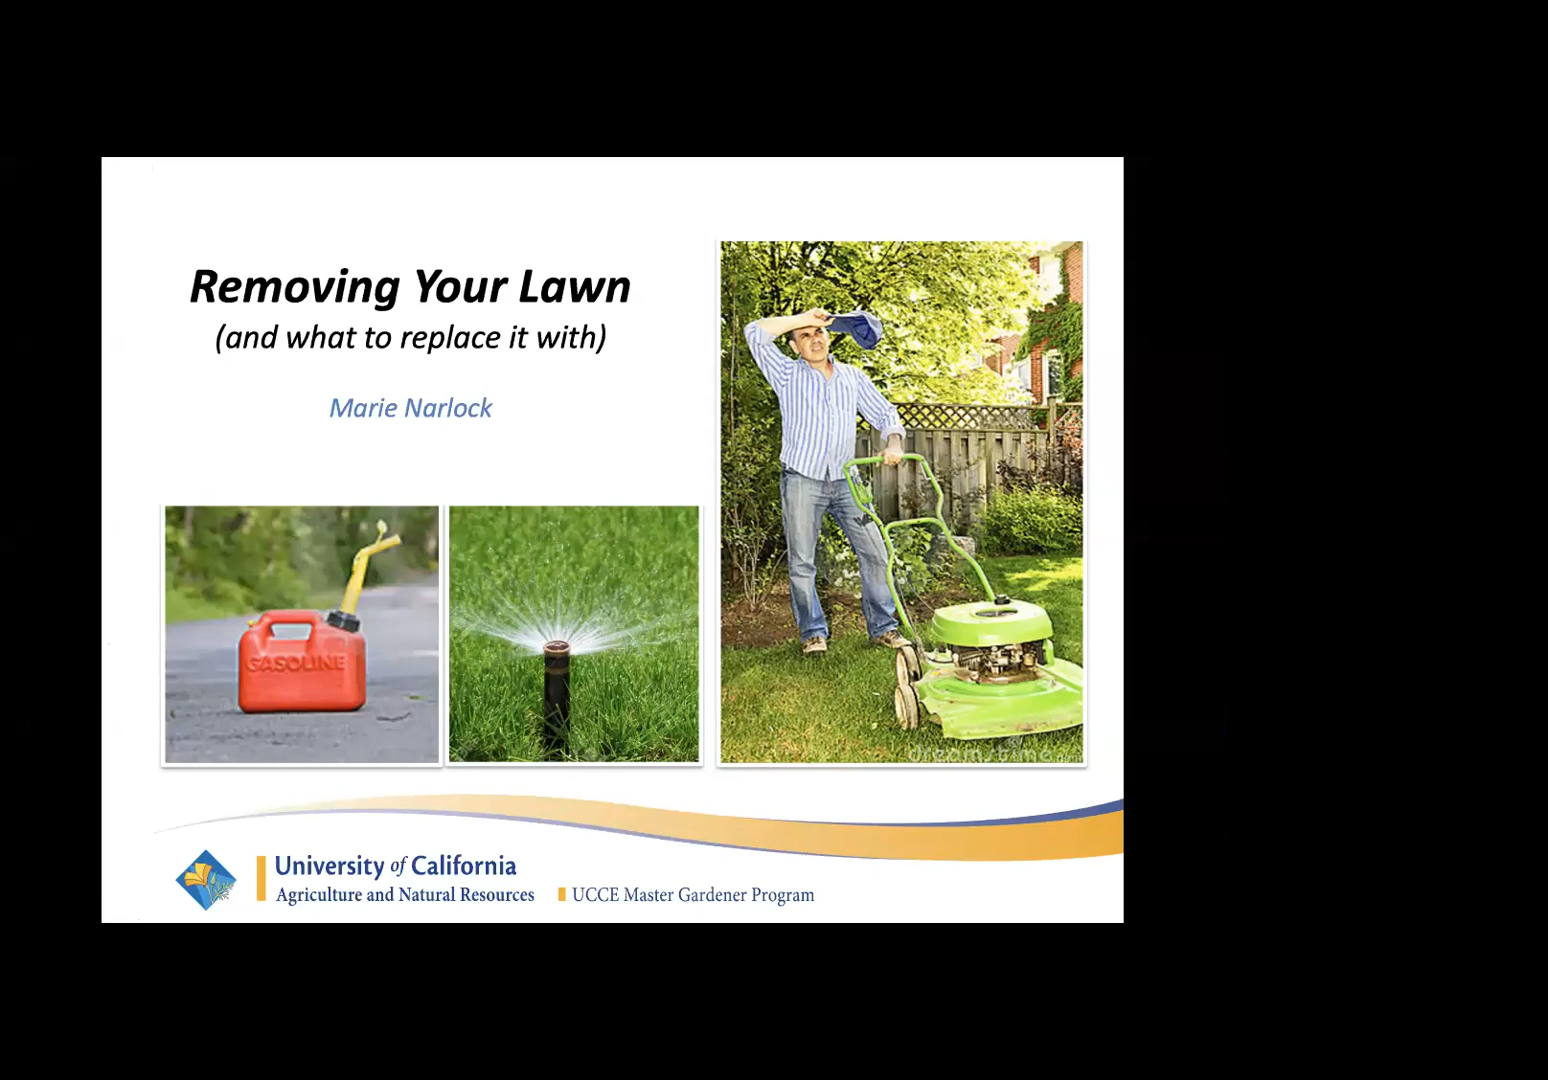 Removing Your Lawn
(and what to replace it with)
Marie Narlock
GASOLINE
dreamstime
University of California
Agriculture and Natural Resources
UCCE Master Gardener Program